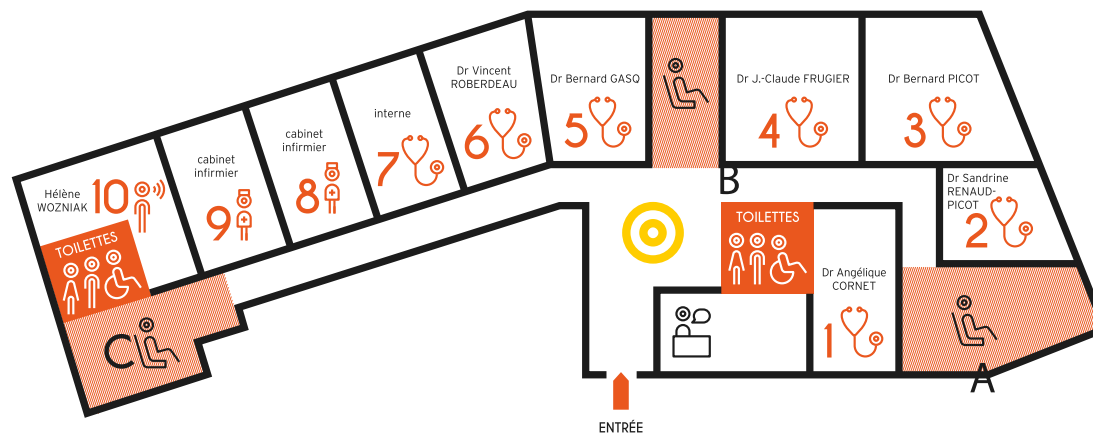 Dr Vincent
ROBERDEAU
6
Dr Bernard GASQ
5
Dr J.-Claude FRUGIER
4
Dr Bernard PICOT
3
interne
7
cabinet
infirmier
8
cabinet
infirmier
9
Hélène
WOZNIAK
10
TOILETTES
C
B
TOILETTES
Dr Sandrine
RENAUD-
PICOT
2
Dr Angélique
CORNET
1
A
ENTRÉE